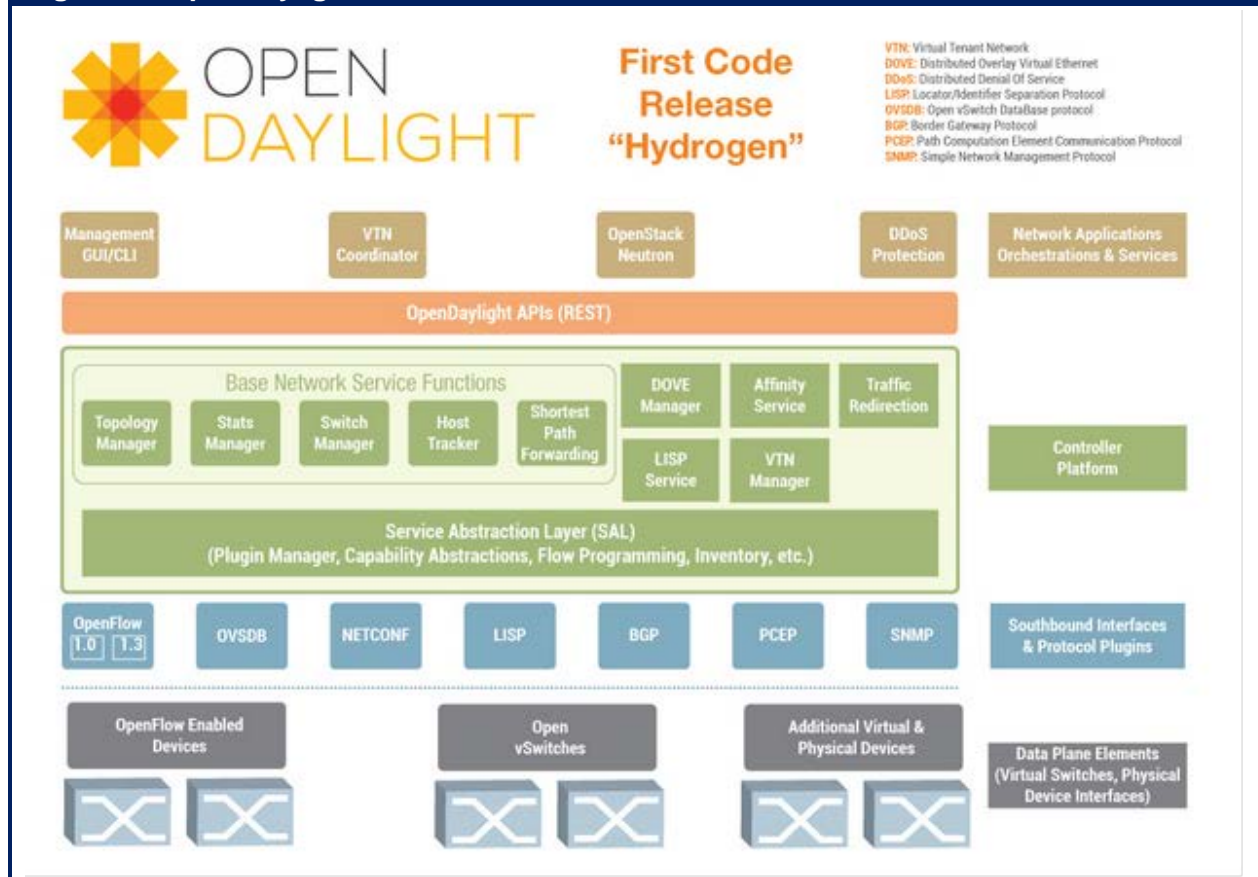 OPEN
DAYLIGHT
First Code
Release
“Hydrogen”
VTN: Virtual Tenant Network
DOVE: Distributed Overlay Virtual Ethernet
DDoS: Distributed Denial Of Service
LISP: Locator/Identifier Separation Protocol
OVSDB: Open vSwitch DataBase protocol
BGP: Border Gateway Protocol
PCEP: Path Computation Element Communication Protocol
SNMP: Simple Network Management Protocol
Management
GUI/CLI
VTN
Coordinator
OpenStack
Neutron
DDoS
Protection
Network Applications
Orchestrations & Services
OpenDaylight APIs (REST)
Base Network Service Functions
Topology
Manager
Stats
Manager
Switch
Manager
Host
Tracker
Shortest
Path
Forwarding
DOVE
Manager
Affinity
Service
Traffic
Redirection
LISP
Service
VTN
Manager
Controller
Platform
Service Abstraction Layer (SAL)
(Plugin Manager, Capability Abstractions, Flow Programming, Inventory, etc.)
OpenFlow
1.0 1.3
OVSDB
NETCONF
LISP
BGP
PCEP
SNMP
Southbound Interfaces
& Protocol Plugins
OpenFlow Enabled
Devices
Open
vSwitches
Additional Virtual &
Physical Devices
Data Plane Elements
(Virtual Switches, Physical
Device Interfaces)